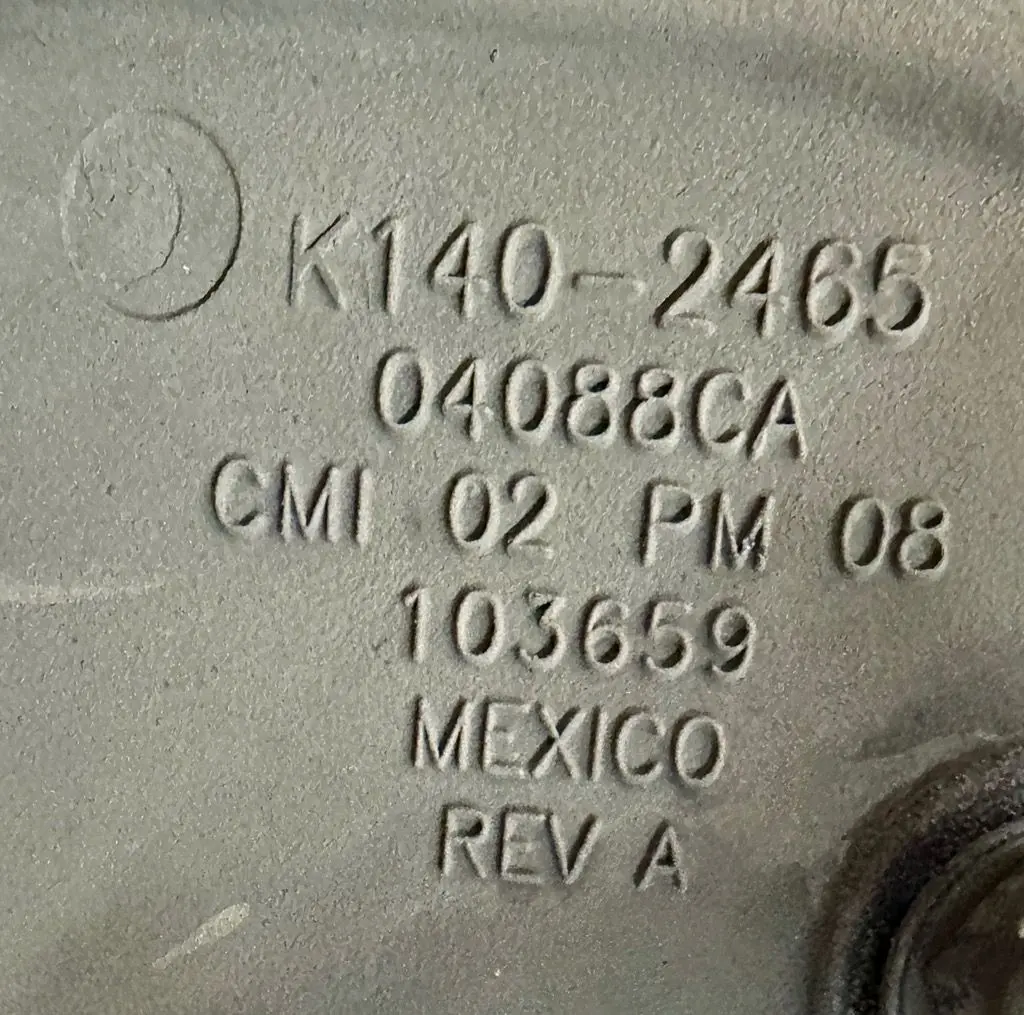 K140-2465
04088CA
CMI 02 PM 08
103659
MEXICO
REV A